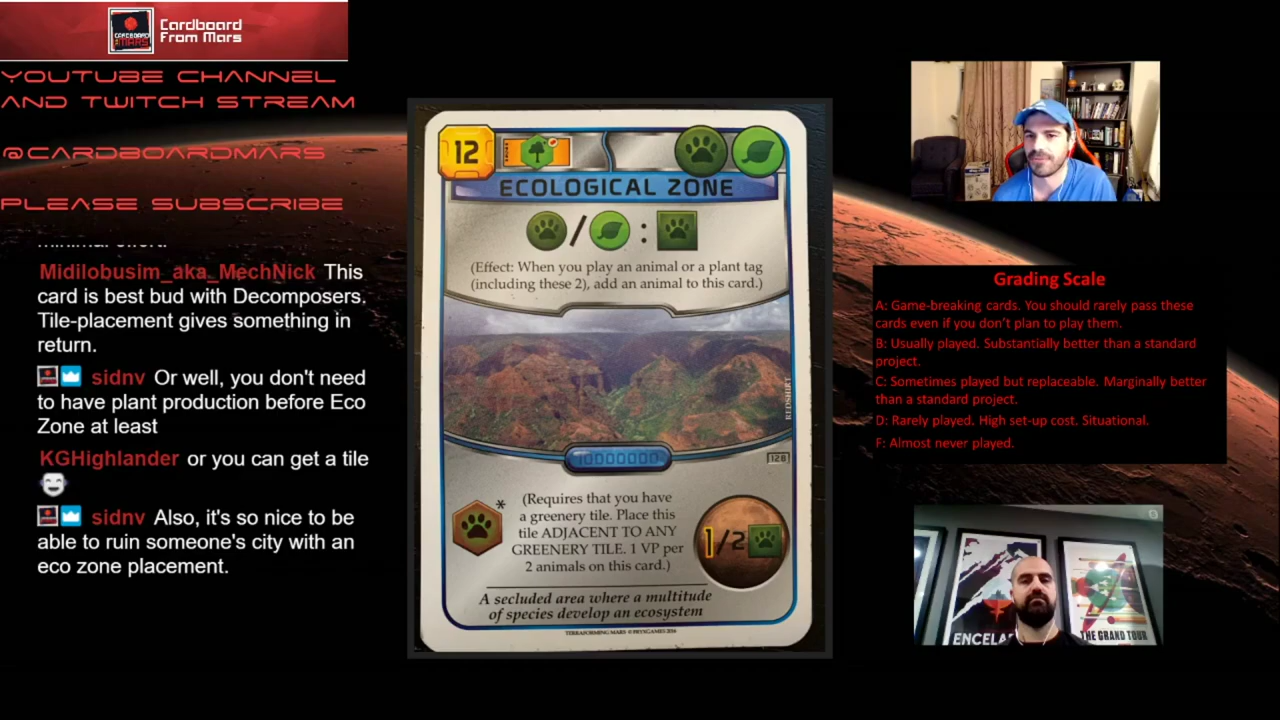 Cardboard
From Mars
YOUTUBE CHANNEL
AND TWITCH STREAM
@CARDBOARDMARS
PLEASE SUBSCRIBE
Midilobusim_aka_MechNick This
card is best bud with Decomposers.
Tile-placement gives something in
return.
sidnv Or well, you don't need
to have plant production before Eco
Zone at least
KGHighlander or you can get a tile
sidnv Also, it's so nice to be
able to ruin someone's city with an
eco zone placement.
12
ECOLOGICAL ZONE
/ :
(Effect: When you play an animal or a plant tag
(including these 2), add an animal to this card.)
REDSHIRT
10000000
128
*
(Requires that you have
a greenery tile. Place this
tile ADJACENT TO ANY
GREENERY TILE. 1 VP per
2 animals on this card.)
1/2
A secluded area where a multitude
of species develop an ecosystem
TERRAFORMING MARS © FRYXGAMES 2016
Grading Scale
A: Game-breaking cards. You should rarely pass these
cards even if you don't plan to play them.
B: Usually played. Substantially better than a standard
project.
C: Sometimes played but replaceable. Marginally better
than a standard project.
D: Rarely played. High set-up cost. Situational.
F: Almost never played.
THE GRAND TOUR